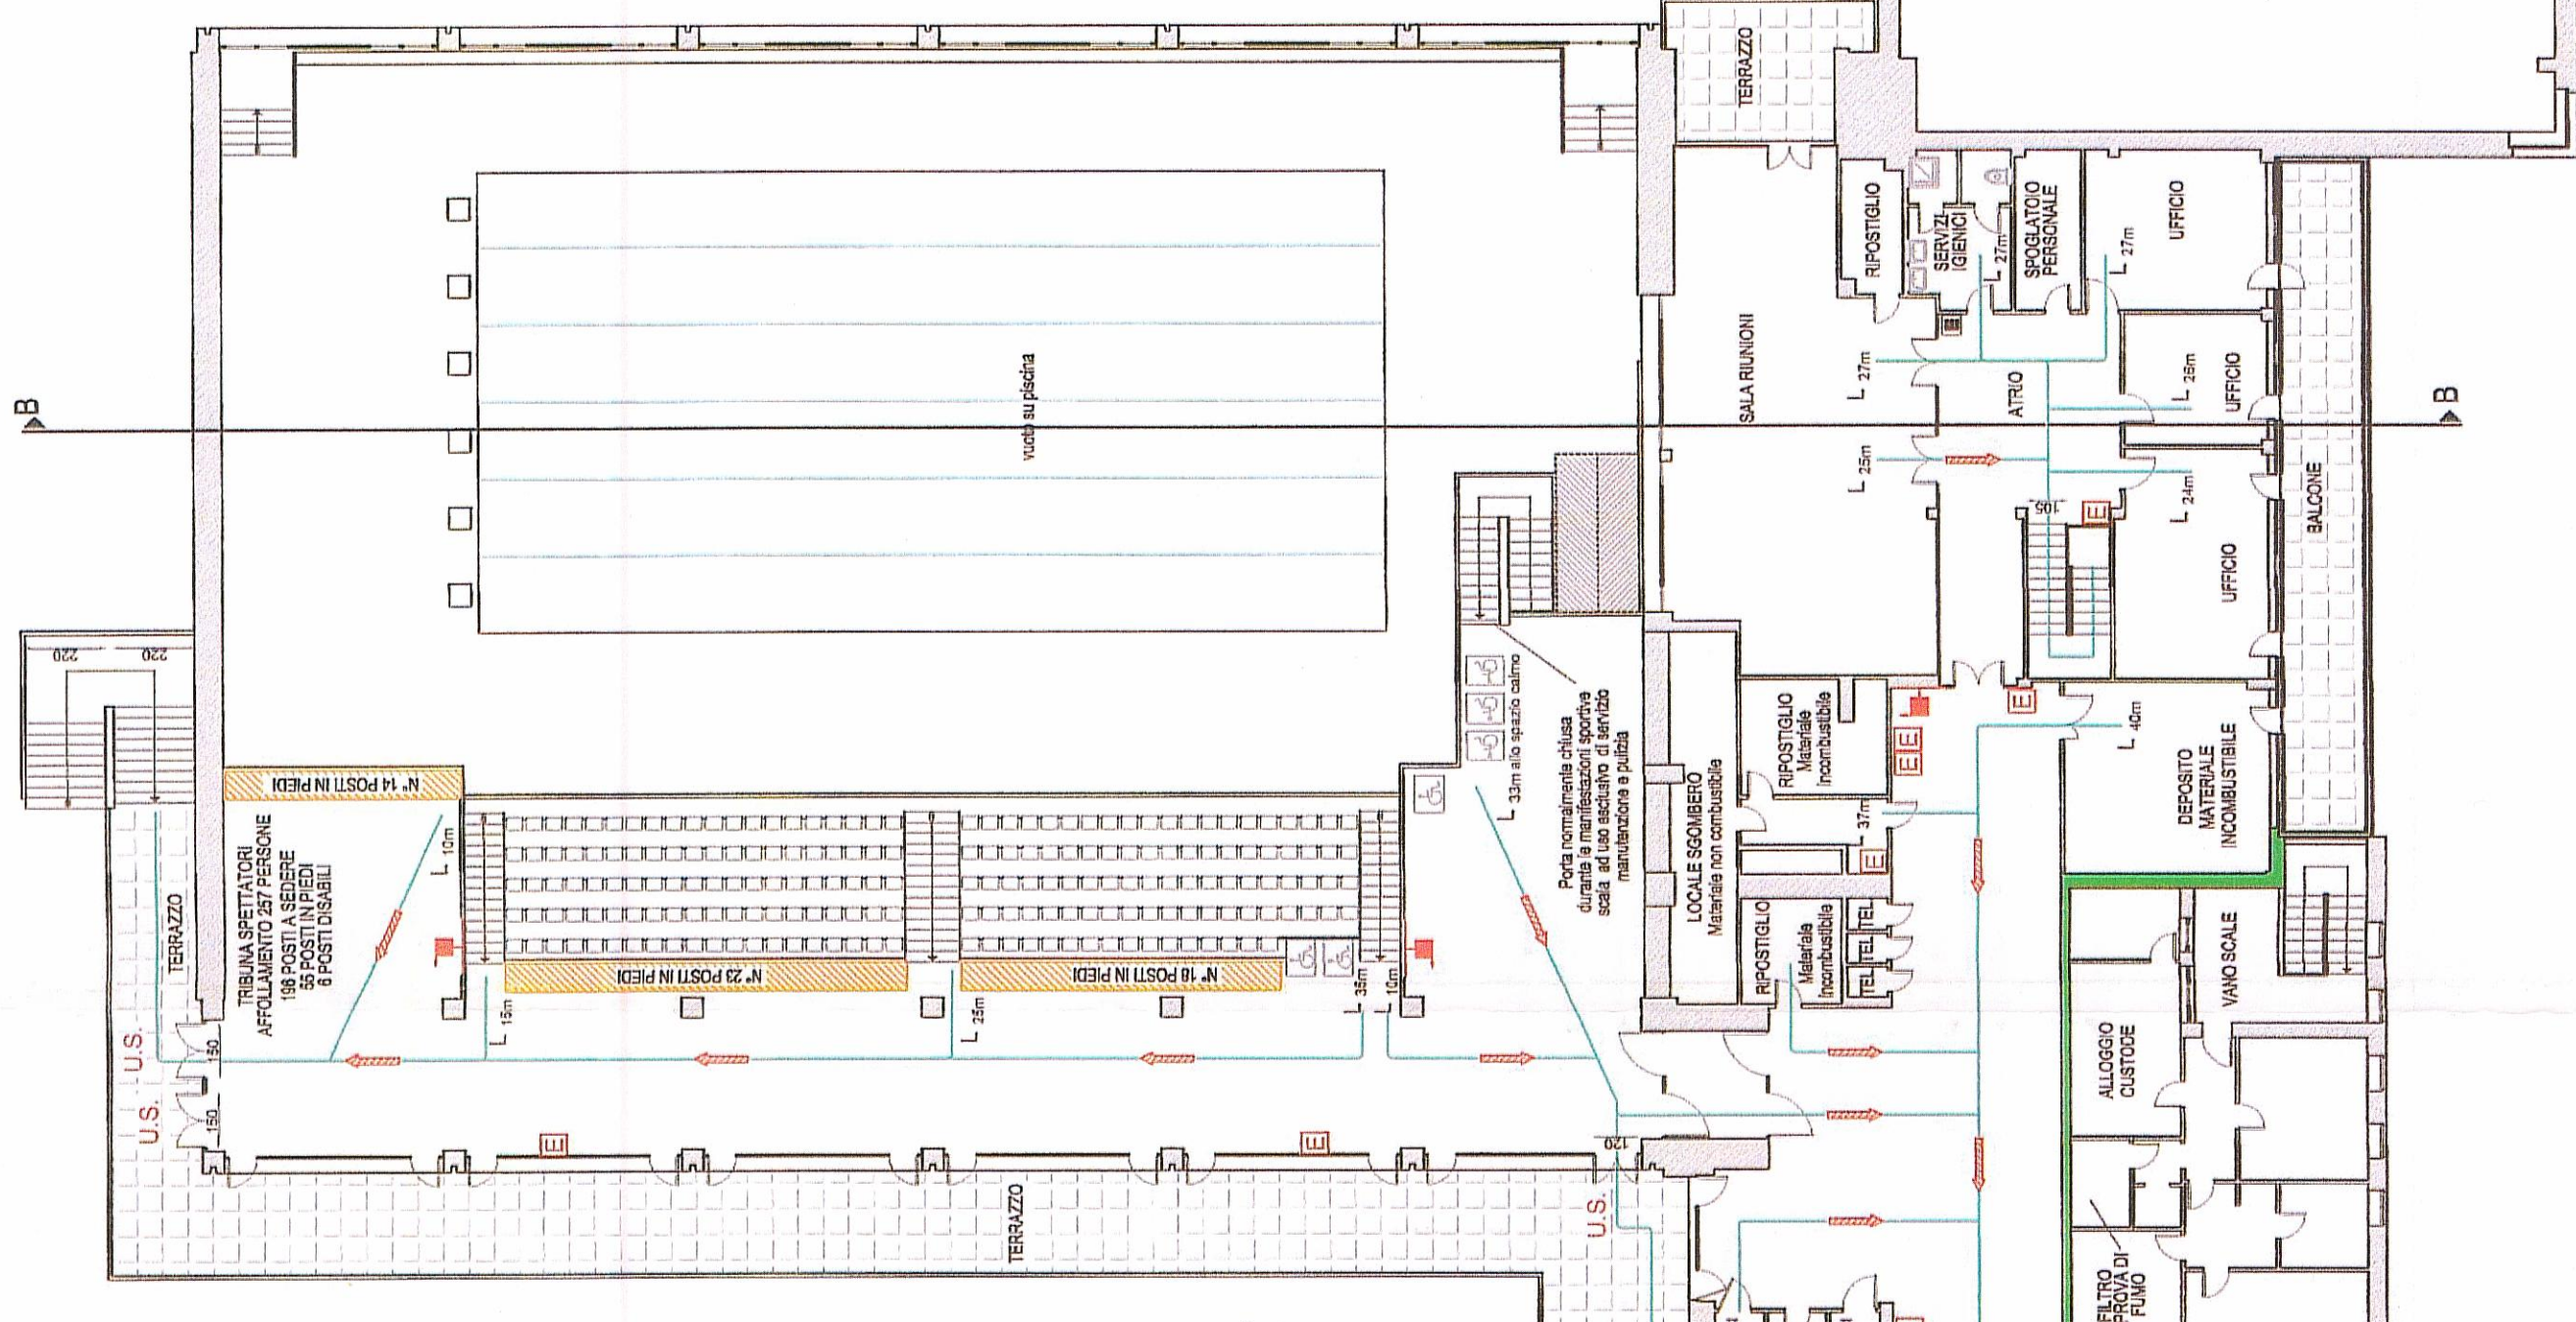 B
B
TERRAZZO
RIPOSTIGLIO
SERVIZI
IGIENICI
L 27m
SPOGLATOIO
PERSONALE
L 27m
UFFICIO
SALA RIUNIONI
L 27m
ATRIO
L 26m
UFFICIO
vuoto su piscina
L 25m
105
E
L 24m
UFFICIO
BALCONE
220
220
N° 14 POSTI IN PIEDI
TERRAZZO
TRIBUNA SPETTATORI
AFFOLLAMENTO 257 PERSONE
196 POSTI A SEDERE
55 POSTI IN PIEDI
6 POSTI DISABILI
L 10m
N° 23 POSTI IN PIEDI
N° 18 POSTI IN PIEDI
L 15m
L 25m
L 35m
L 10m
L 33m allo spazio calmo
Porta normalmente chiusa
durante le manifestazioni sportive
scala ad uso esclusivo di servizio
manutenzione e pulizia
LOCALE SGOMBERO
Materiale non combustibile
RIPOSTIGLIO
Materiale
Incombustibile
E
E E
L 40m
DEPOSITO
MATERIALE
INCOMBUSTIBILE
37m
E
RIPOSTIGLIO
Materiale
Incombustibile
TEL
TEL
TEL
VANO SCALE
ALLOGGIO
CUSTODE
U.S.
U.S.
150
150
E
E
120
U.S.
TERRAZZO
FILTRO
PROVA DI
FUMO